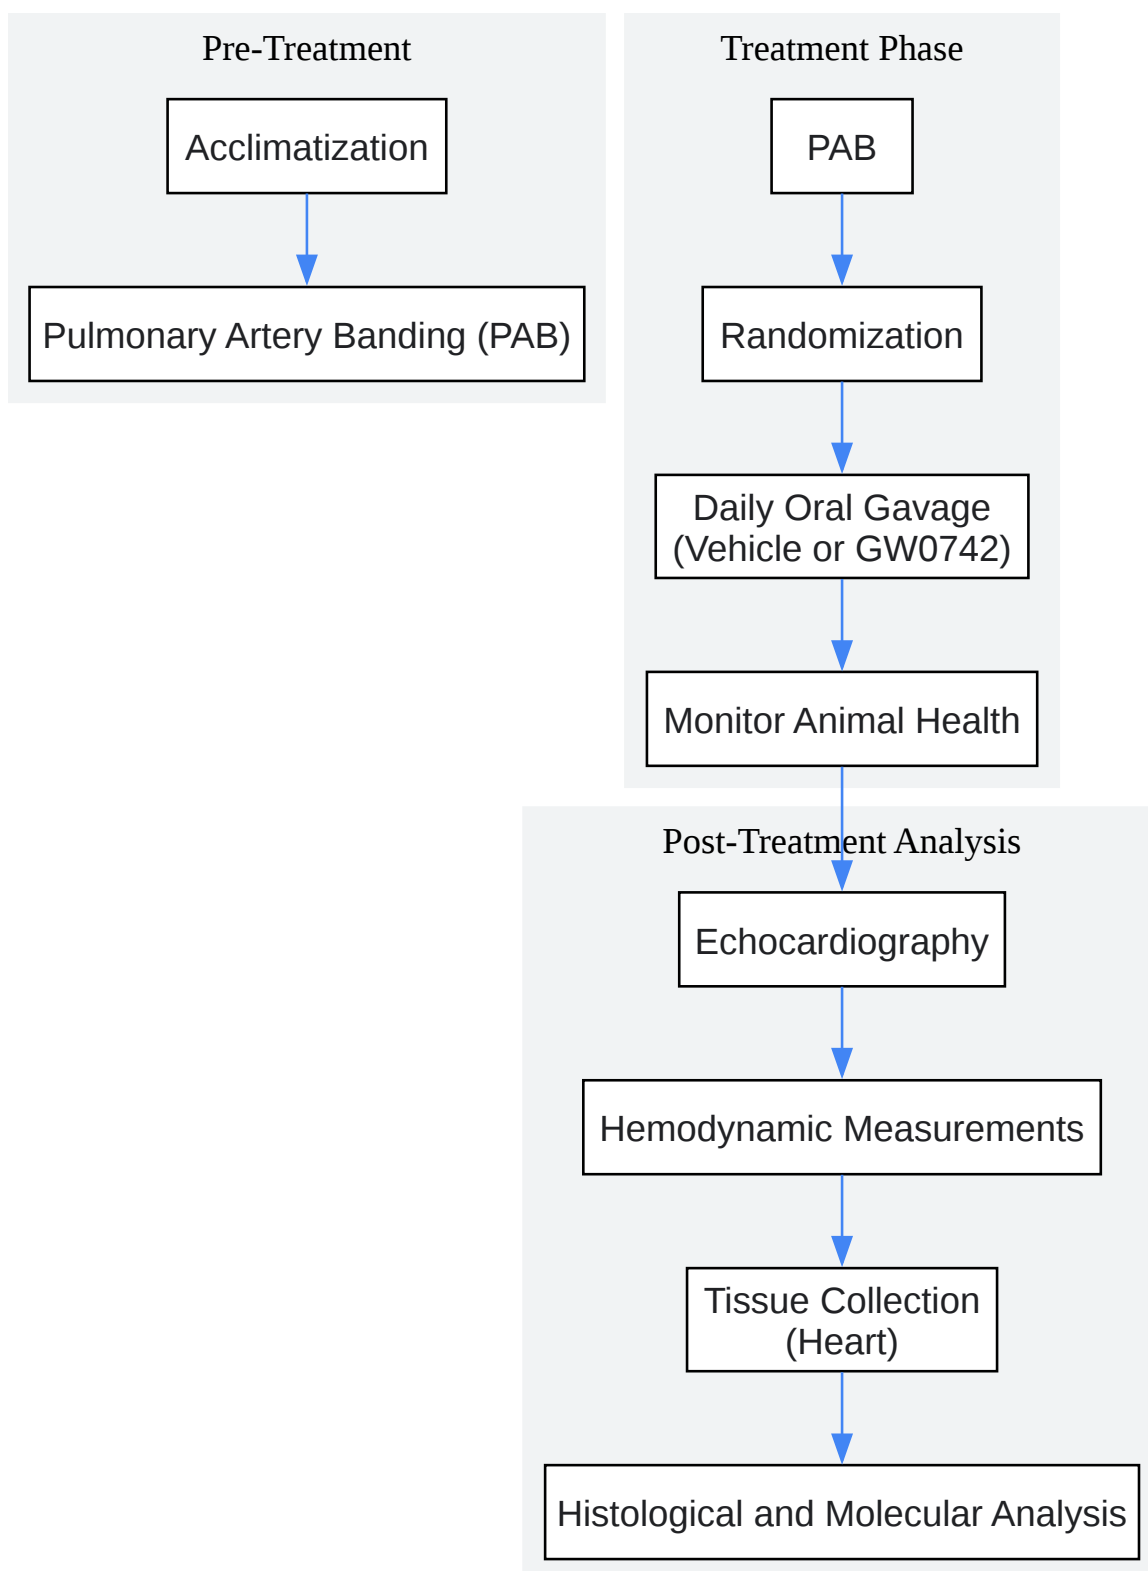 Pre-Treatment
Acclimatization
Pulmonary Artery Banding (PAB)
Treatment Phase
PAB
Randomization
Daily Oral Gavage
(Vehicle or GW0742)
Monitor Animal Health
Post-Treatment Analysis
Echocardiography
Hemodynamic Measurements
Tissue Collection
(Heart)
Histological and Molecular Analysis